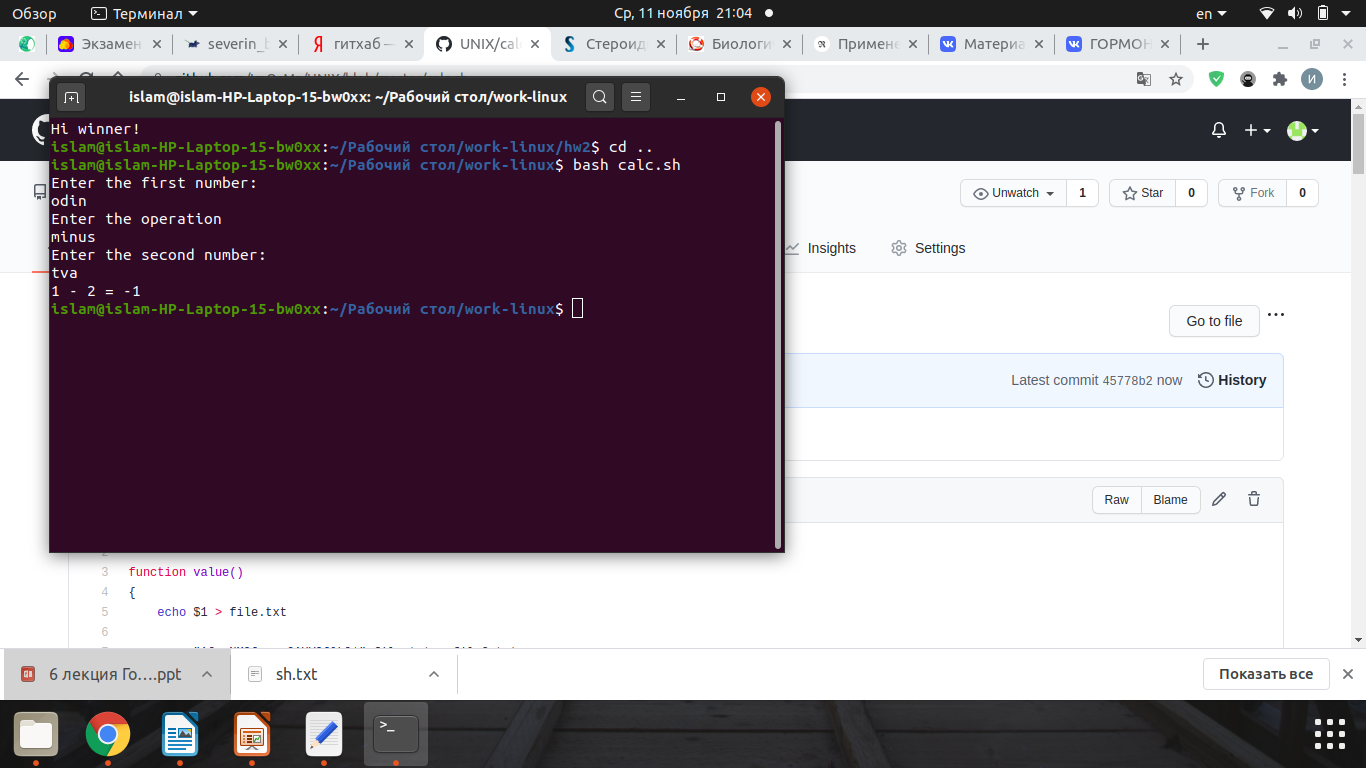 Обзор
Терминал
Ср, 11 ноября 21:04
en
Экзамен
severin_b
гитхаб —
UNIX/cal
Стероид
Биологи
Примене
Материа
ГОРМОН
И
islam@islam-HP-Laptop-15-bw0xx: ~/Рабочий стол/work-linux
Hi winner!
islam@islam-HP-Laptop-15-bw0xx:~/Рабочий стол/work-linux/hw2$ cd ..
islam@islam-HP-Laptop-15-bw0xx:~/Рабочий стол/work-linux$ bash calc.sh
Enter the first number:
odin
Enter the operation
minus
Enter the second number:
tva
1 - 2 = -1
islam@islam-HP-Laptop-15-bw0xx:~/Рабочий стол/work-linux$
Unwatch 1 Star 0 Fork 0
Insights Settings
Go to file
Latest commit 45778b2 now History
Raw Blame
2
3 function value()
4 {
5 echo $1 > file.txt
6
6 лекция Го….ppt
sh.txt
Показать все